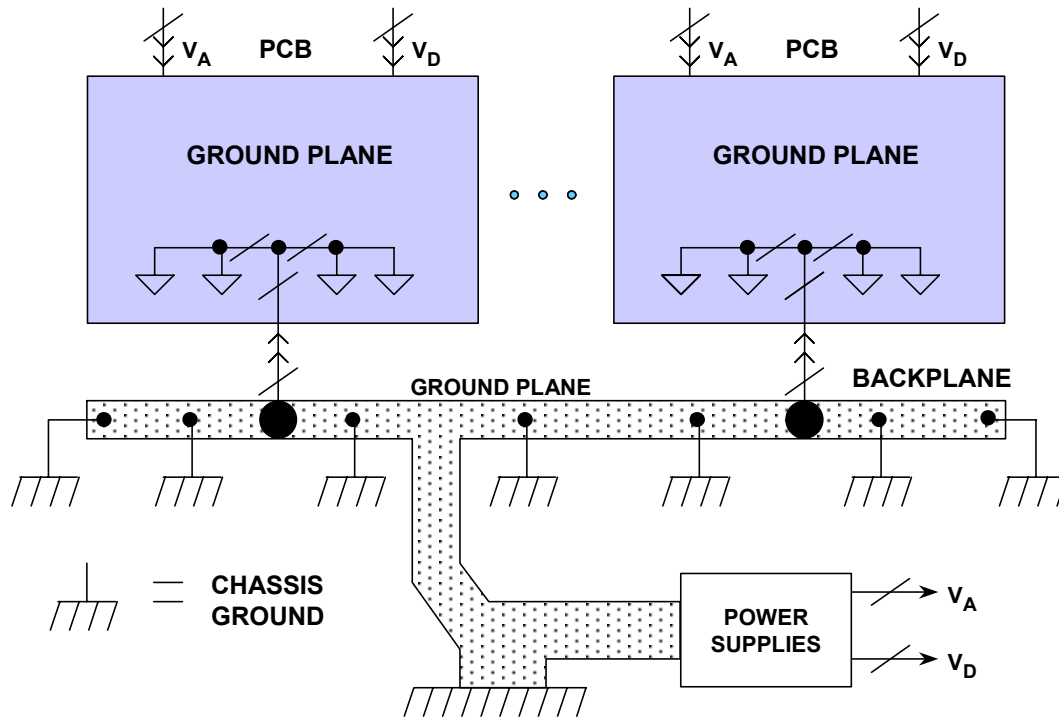 PCB
V_A
V_D
PCB
V_A
V_D
GROUND PLANE
GROUND PLANE
BACKPLANE
GROUND PLANE
CHASSIS
GROUND
POWER
SUPPLIES
V_A
V_D